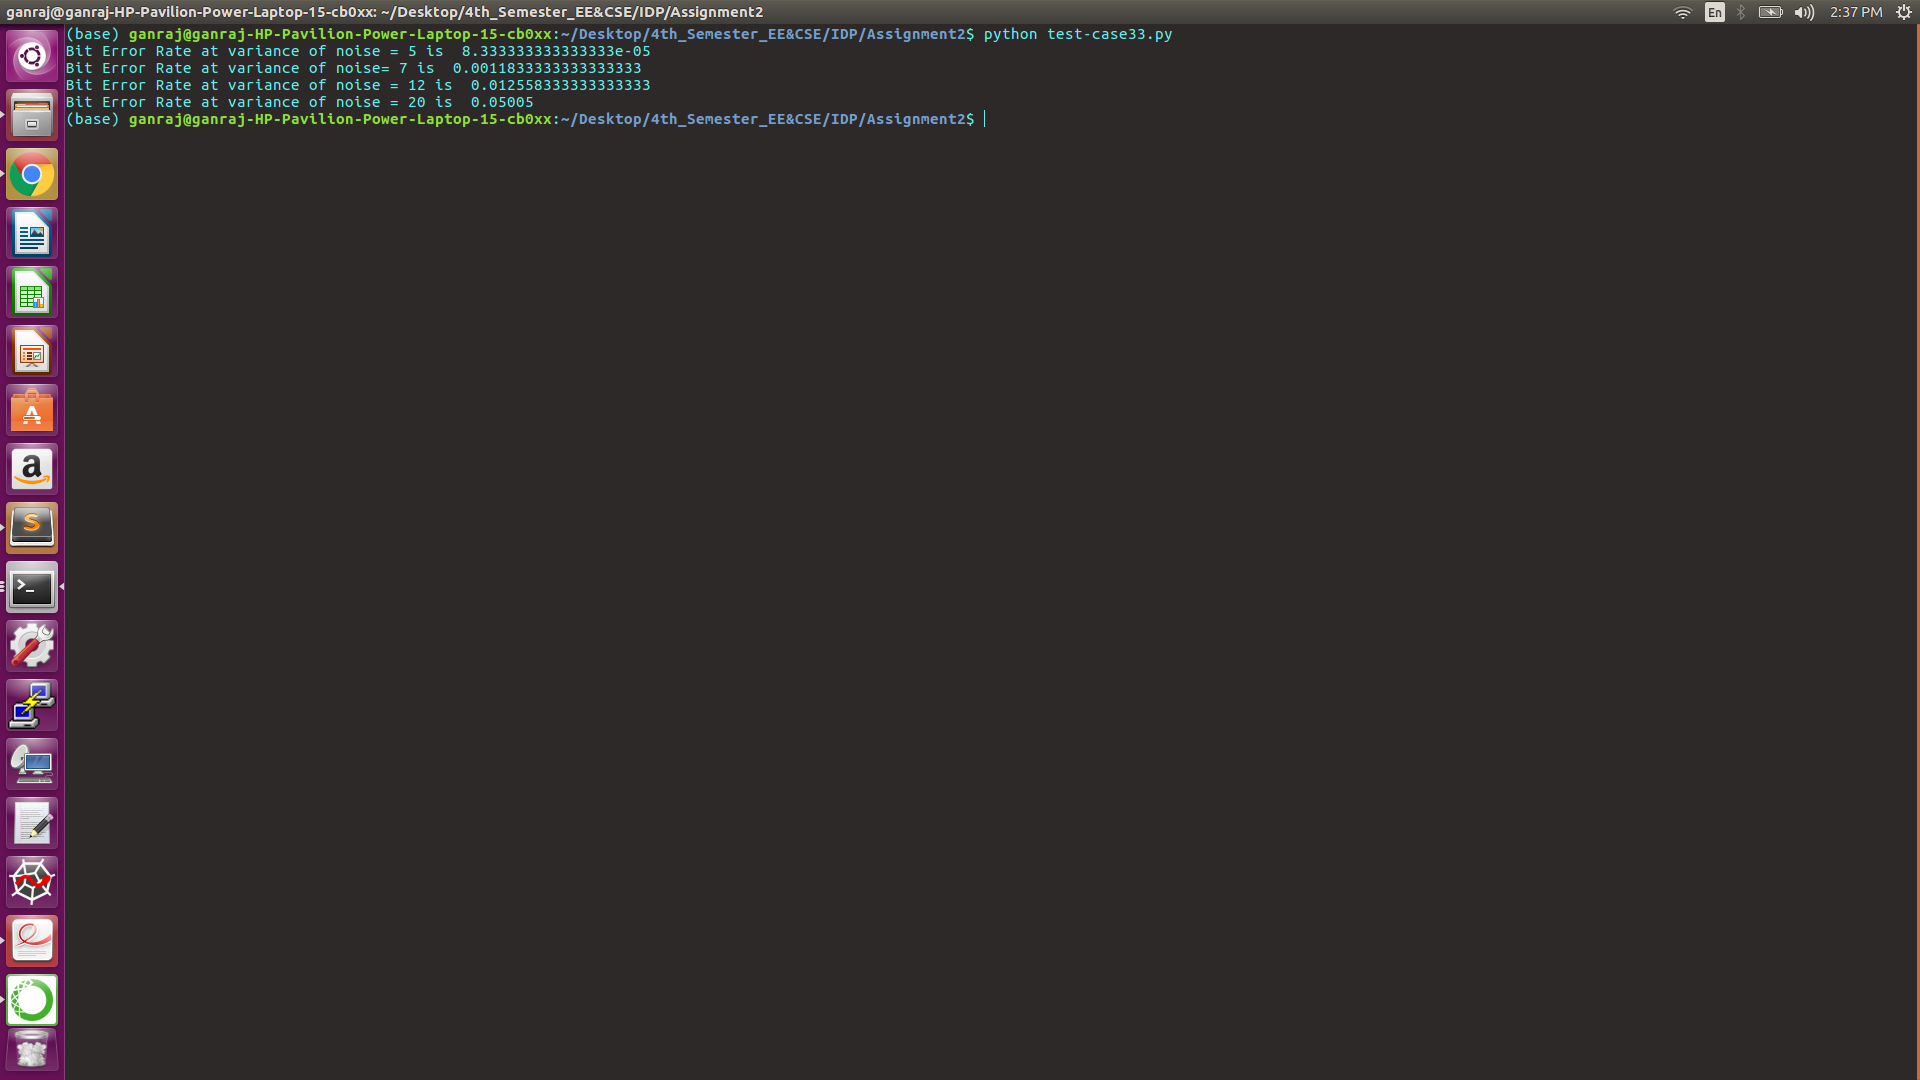 ganraj@ganraj-HP-Pavilion-Power-Laptop-15-cb0xx: ~/Desktop/4th_Semester_EE&CSE/IDP/Assignment2
En
2:37 PM
(base) ganraj@ganraj-HP-Pavilion-Power-Laptop-15-cb0xx:~/Desktop/4th_Semester_EE&CSE/IDP/Assignment2$ python test-case33.py
Bit Error Rate at variance of noise = 5 is  8.333333333333333e-05
Bit Error Rate at variance of noise= 7 is  0.0011833333333333333
Bit Error Rate at variance of noise = 12 is  0.012558333333333333
Bit Error Rate at variance of noise = 20 is  0.05005
(base) ganraj@ganraj-HP-Pavilion-Power-Laptop-15-cb0xx:~/Desktop/4th_Semester_EE&CSE/IDP/Assignment2$